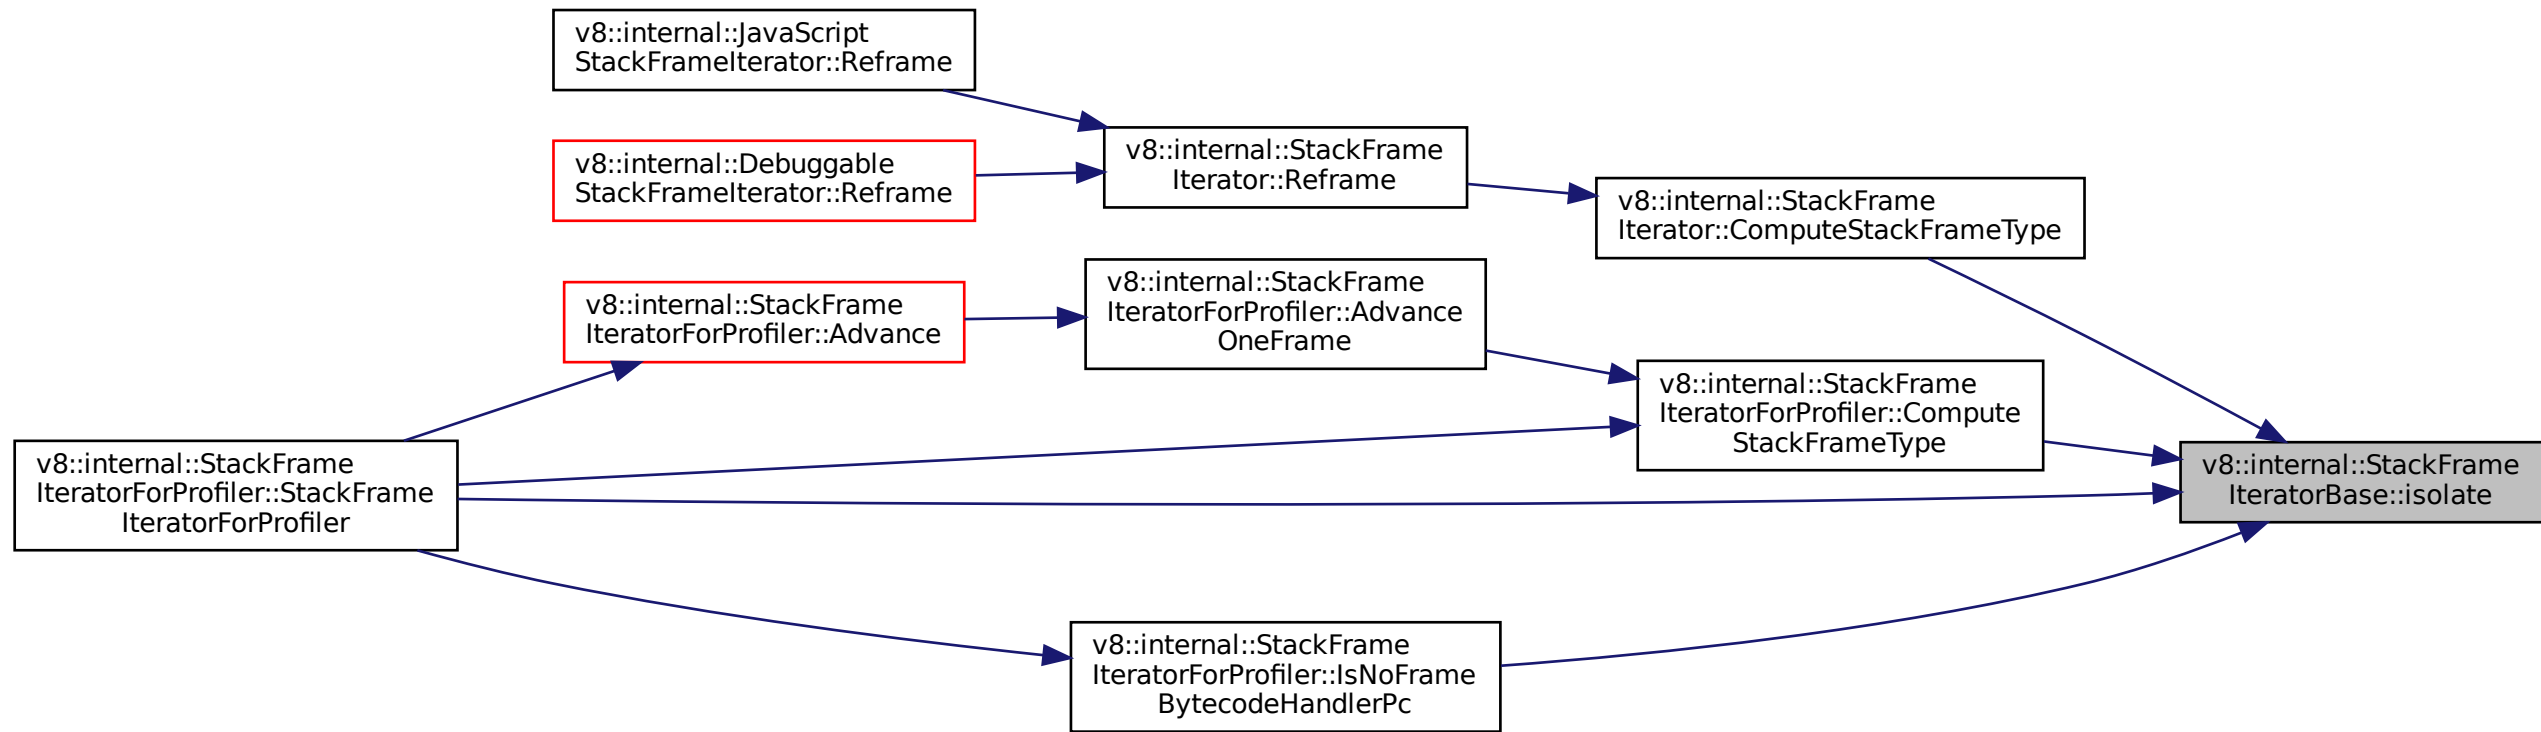 v8::internal::JavaScript
StackFrameIterator::Reframe
v8::internal::Debuggable
StackFrameIterator::Reframe
v8::internal::StackFrame
Iterator::Reframe
v8::internal::StackFrame
Iterator::ComputeStackFrameType
v8::internal::StackFrame
IteratorForProfiler::Advance
v8::internal::StackFrame
IteratorForProfiler::Advance
OneFrame
v8::internal::StackFrame
IteratorForProfiler::Compute
StackFrameType
v8::internal::StackFrame
IteratorForProfiler::StackFrame
IteratorForProfiler
v8::internal::StackFrame
IteratorBase::isolate
v8::internal::StackFrame
IteratorForProfiler::IsNoFrame
BytecodeHandlerPc